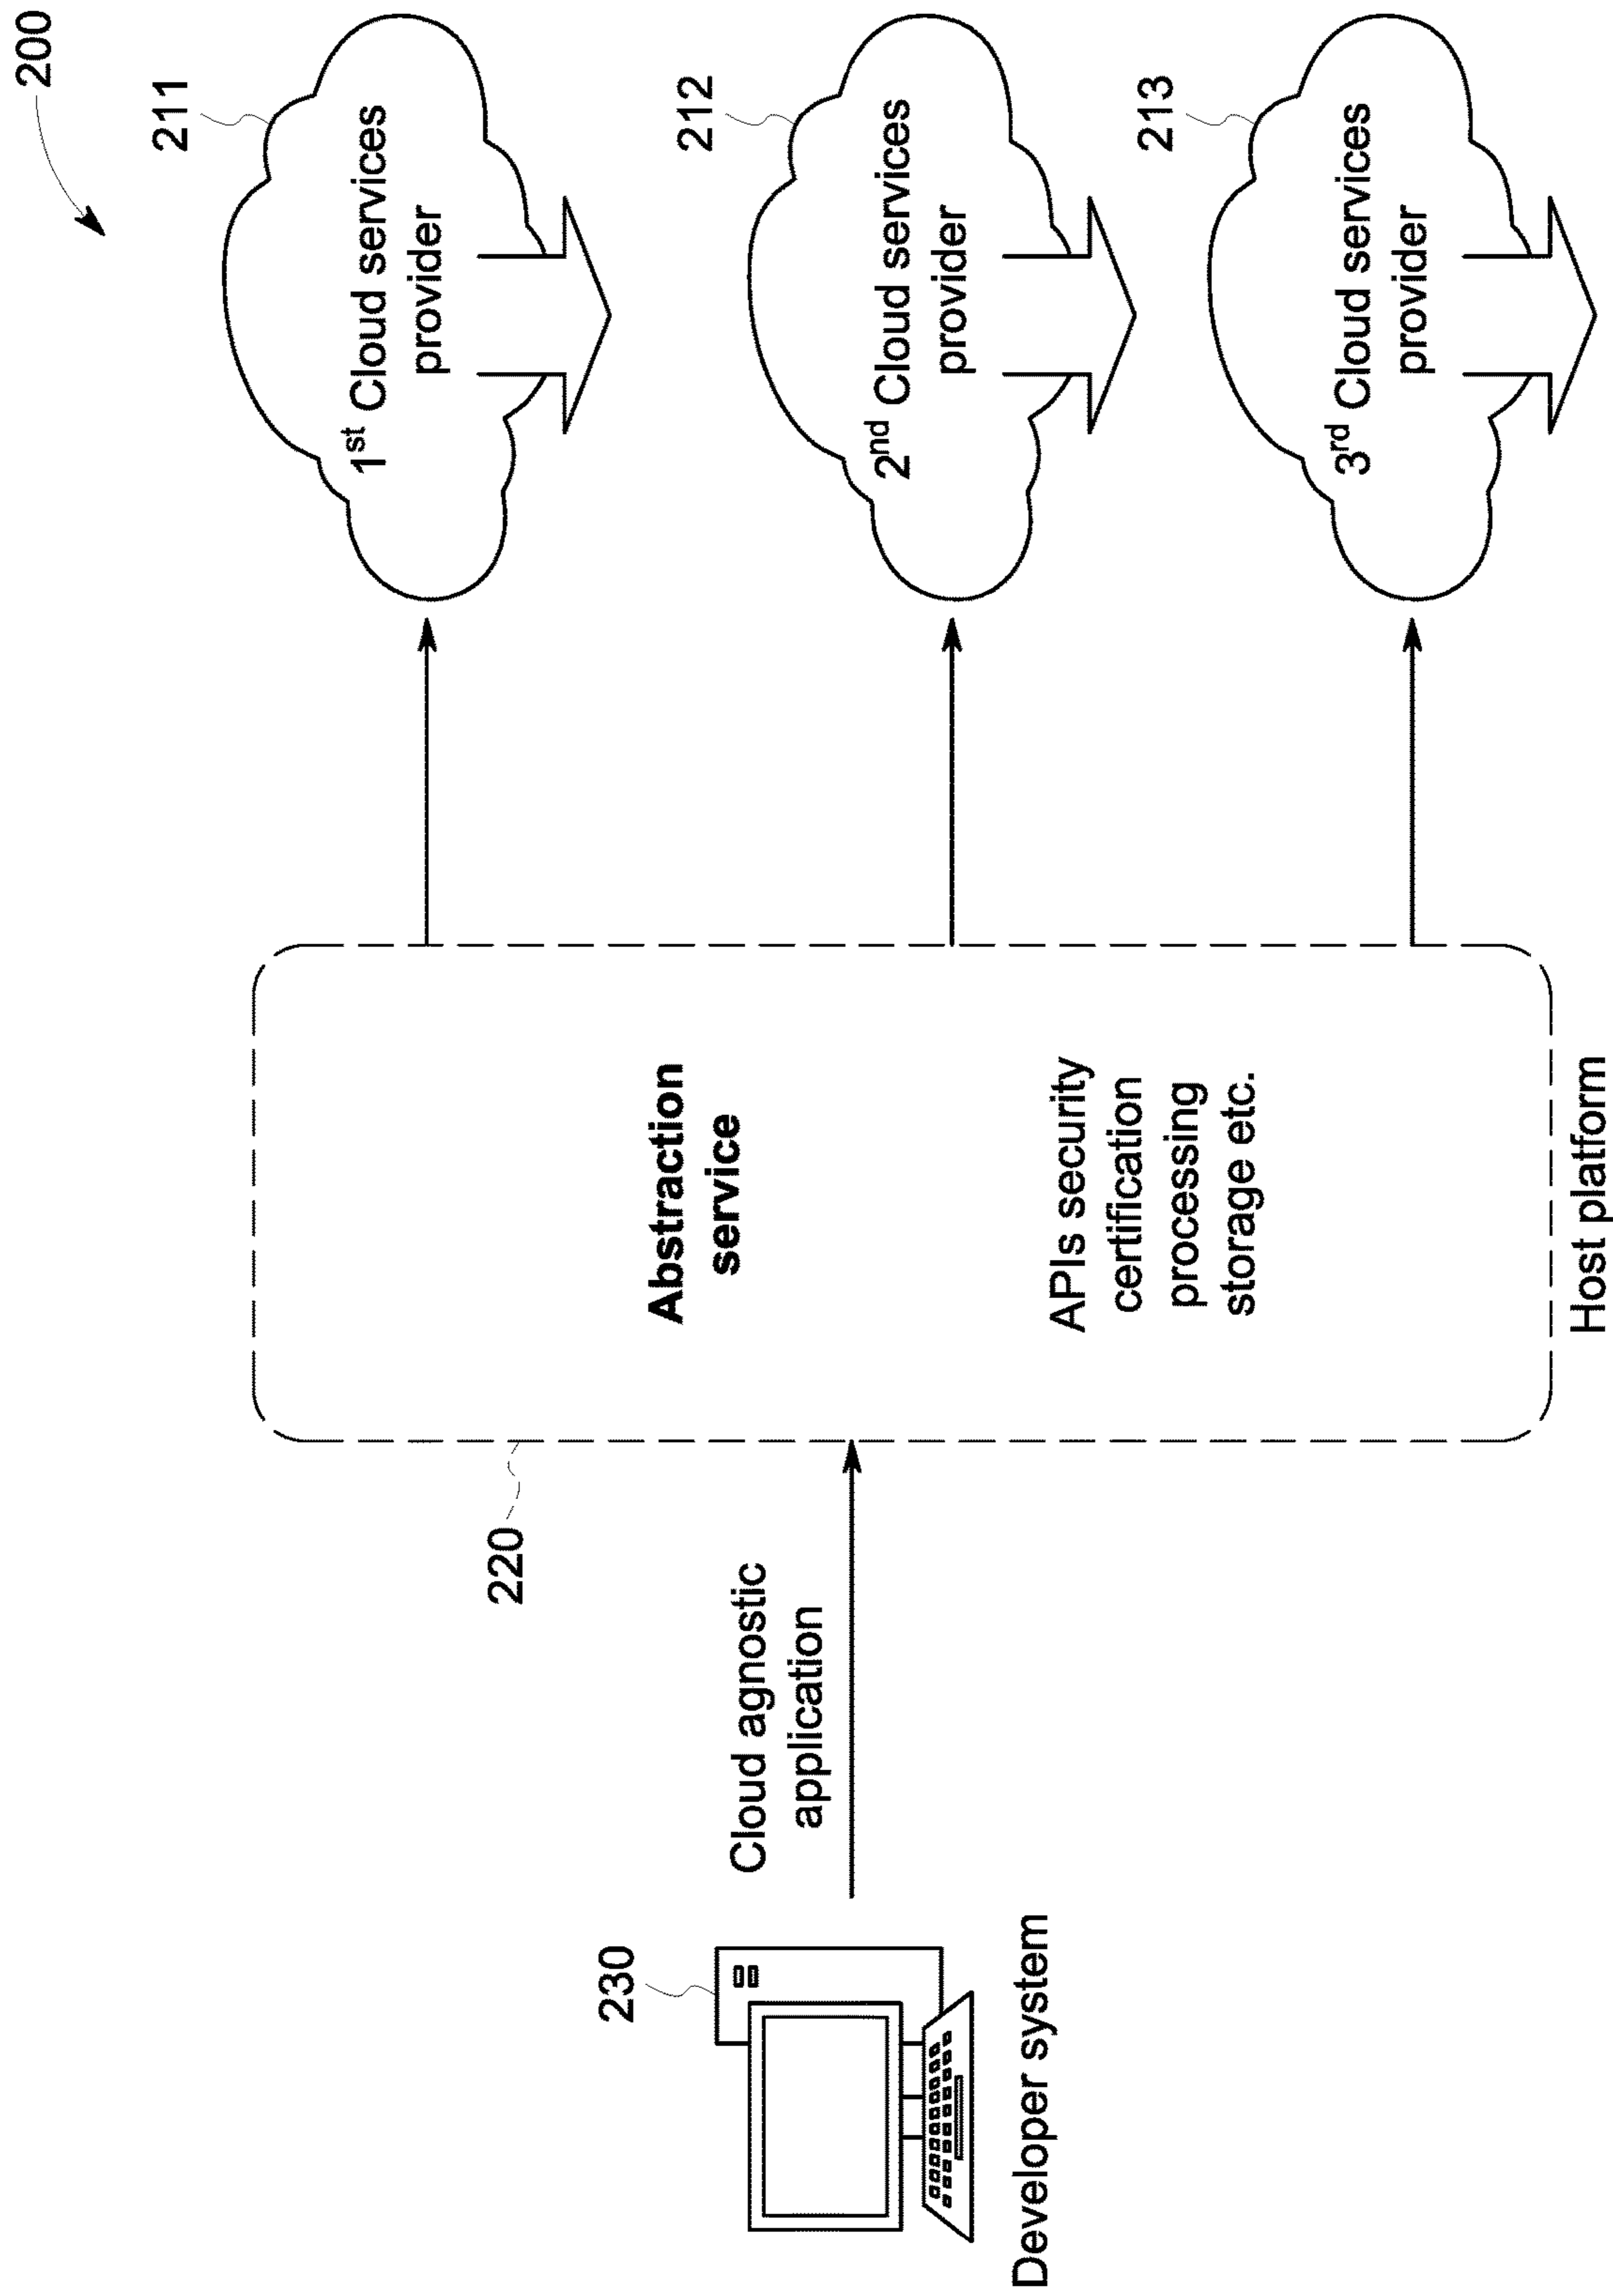 200
230
Developer system
Cloud agnostic
application
220
Abstraction
service
APIs security
certification
processing
storage etc.
Host platform
211
1st Cloud services
provider
212
2nd Cloud services
provider
213
3rd Cloud services
provider